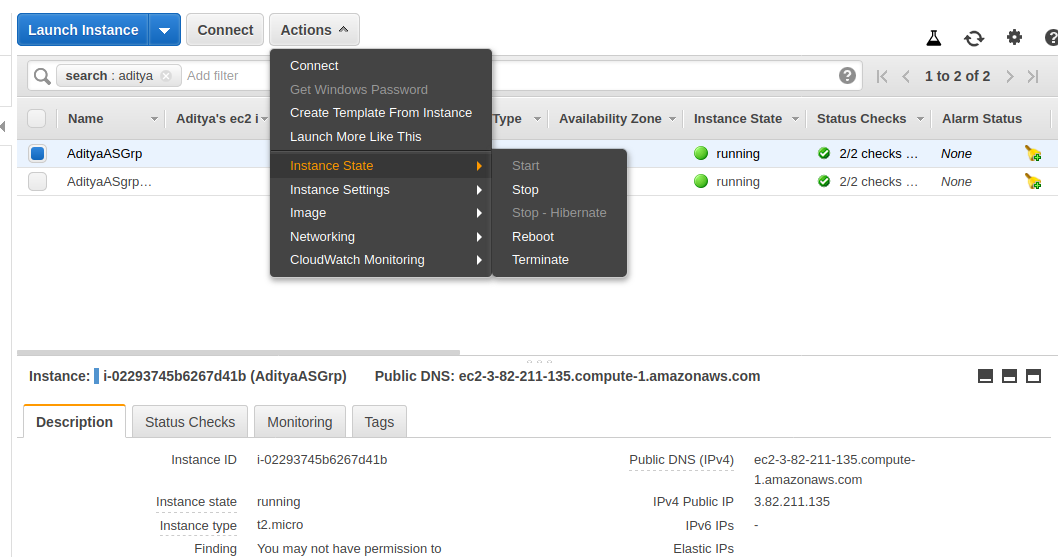 Launch Instance Connect Actions
search : aditya Add filter 1 to 2 of 2
Name Aditya's ec2 i Type Availability Zone Instance State Status Checks Alarm Status
AdityaASGrp running 2/2 checks … None
AdityaASgrp… running 2/2 checks … None
Connect
Get Windows Password
Create Template From Instance
Launch More Like This
Instance State
Instance Settings
Image
Networking
CloudWatch Monitoring
Start
Stop
Stop - Hibernate
Reboot
Terminate
Instance: i-02293745b6267d41b (AdityaASGrp) Public DNS: ec2-3-82-211-135.compute-1.amazonaws.com
Description Status Checks Monitoring Tags
Instance ID i-02293745b6267d41b Public DNS (IPv4) ec2-3-82-211-135.compute-
1.amazonaws.com
Instance state running IPv4 Public IP 3.82.211.135
Instance type t2.micro IPv6 IPs -
Finding You may not have permission to Elastic IPs